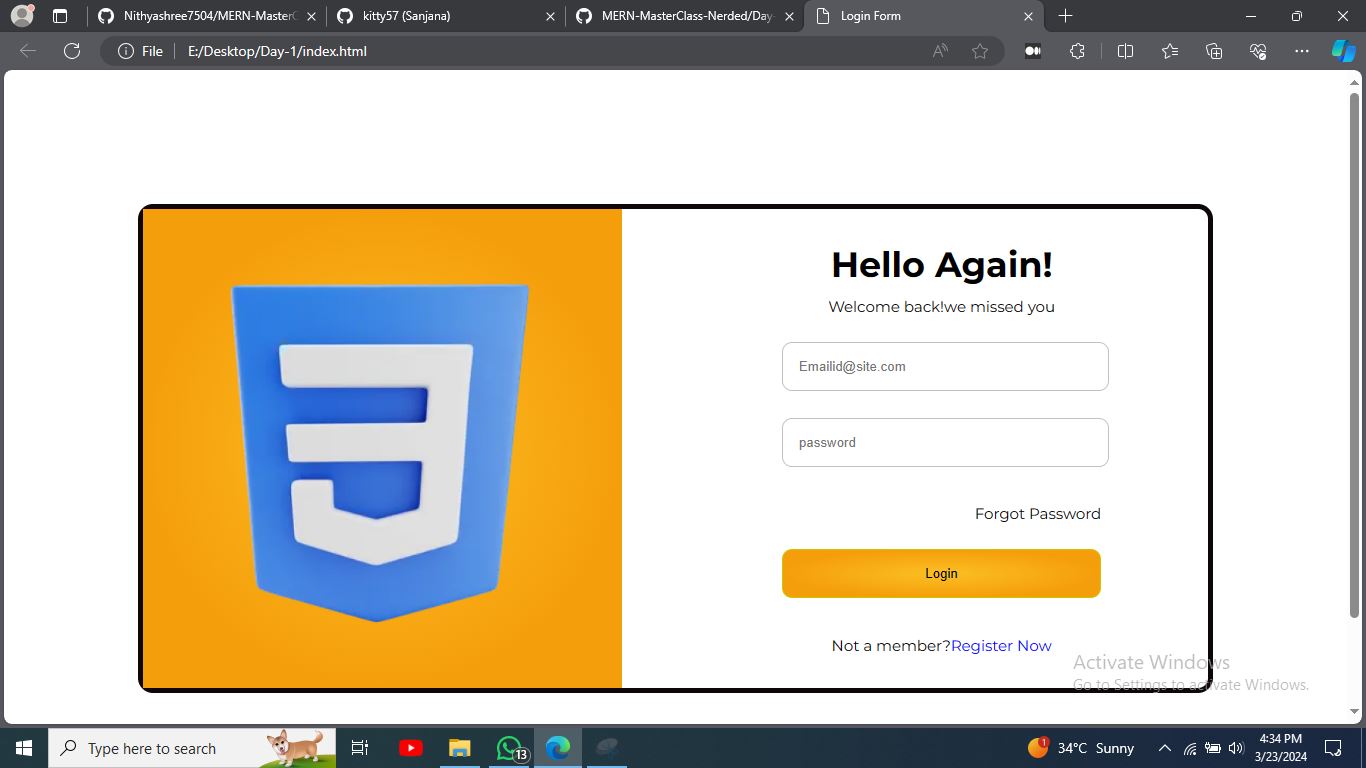 Nithyashree7504/MERN-MasterC
kitty57 (Sanjana)
MERN-MasterClass-Nerded/Day-
Login Form
File
E:/Desktop/Day-1/index.html
Hello Again!
Welcome back!we missed you
Emailid@site.com
password
Forgot Password
Login
Not a member?Register Now
Activate Windows
Go to Settings to activate Windows.
Type here to search
13
1
34°C Sunny
4:34 PM
3/23/2024